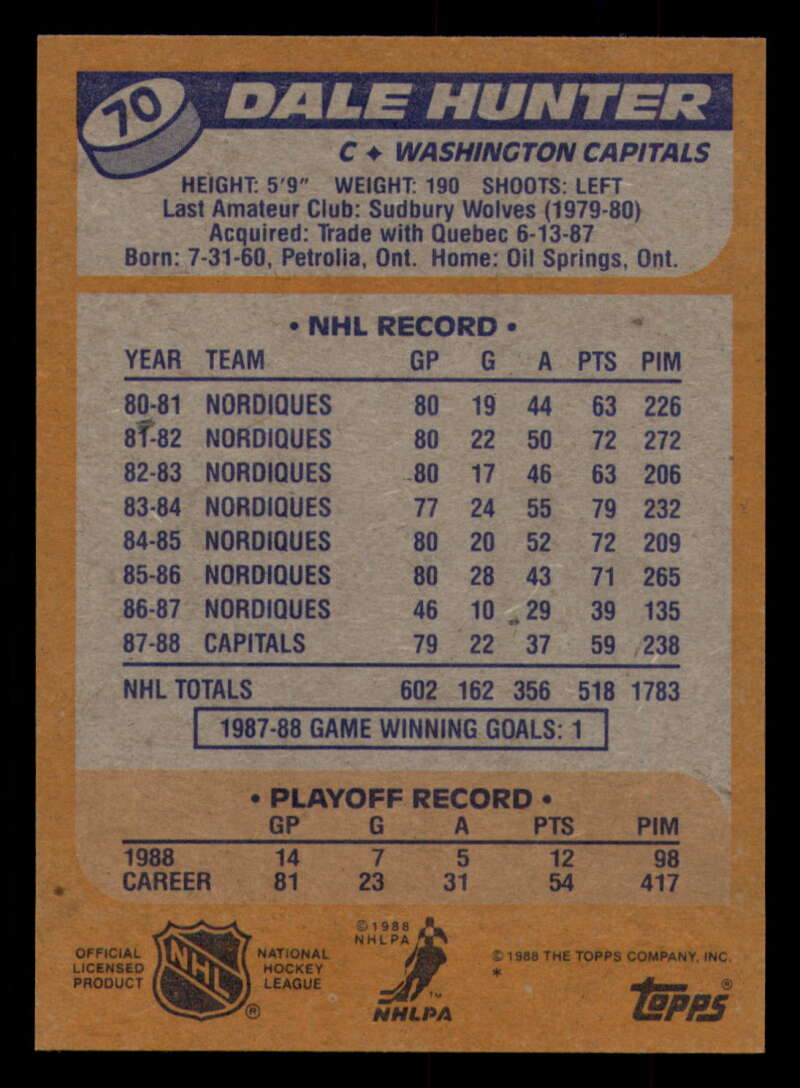 70
DALE HUNTER
C ✦ WASHINGTON CAPITALS
HEIGHT: 5'9" WEIGHT: 190 SHOOTS: LEFT
Last Amateur Club: Sudbury Wolves (1979-80)
Acquired: Trade with Quebec 6-13-87
Born: 7-31-60, Petrolia, Ont. Home: Oil Springs, Ont.
• NHL RECORD •
YEAR TEAM GP G A PTS PIM
80-81 NORDIQUES 80 19 44 63 226
81-82 NORDIQUES 80 22 50 72 272
82-83 NORDIQUES 80 17 46 63 206
83-84 NORDIQUES 77 24 55 79 232
84-85 NORDIQUES 80 20 52 72 209
85-86 NORDIQUES 80 28 43 71 265
86-87 NORDIQUES 46 10 29 39 135
87-88 CAPITALS 79 22 37 59 238
NHL TOTALS 602 162 356 518 1783
1987-88 GAME WINNING GOALS: 1
• PLAYOFF RECORD •
GP G A PTS PIM
1988 14 7 5 12 98
CAREER 81 23 31 54 417
OFFICIAL
LICENSED
PRODUCT
NHL ®
NATIONAL
HOCKEY
LEAGUE
© 1988
NHLPA
™
NHLPA
© 1988 THE TOPPS COMPANY, INC.
*
topps ®